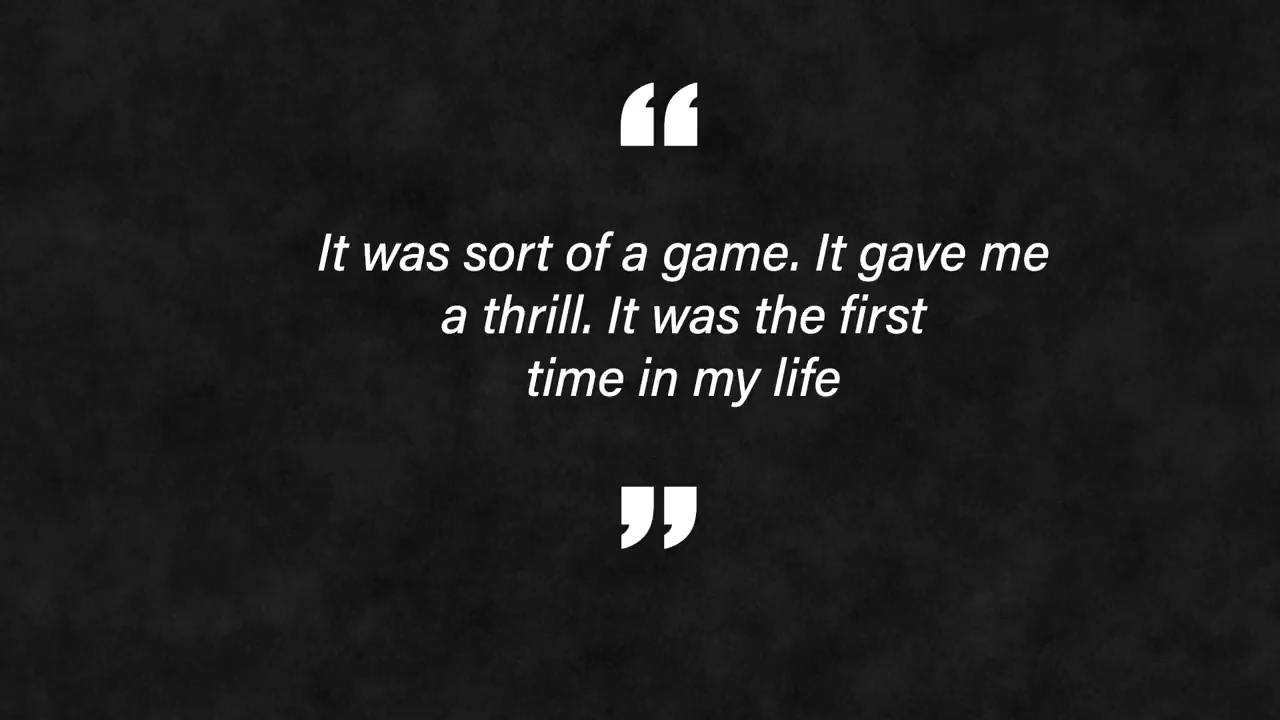 “
It was sort of a game. It gave me
a thrill. It was the first
time in my life
”